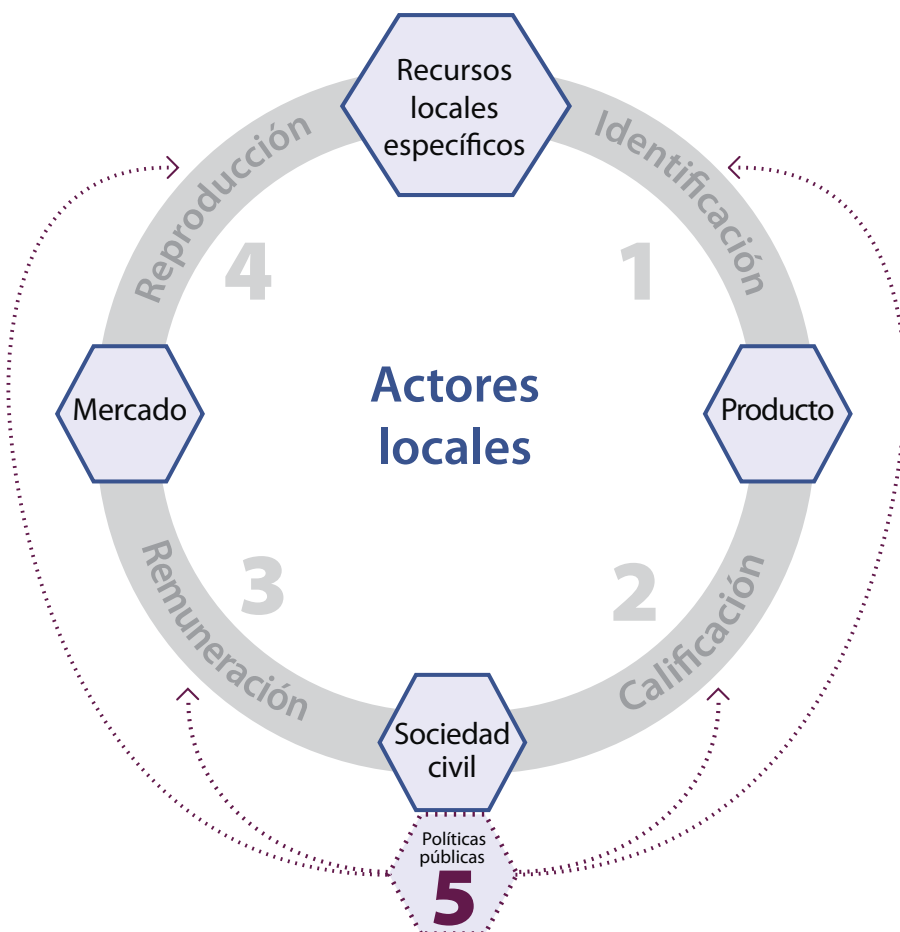 Recursos
locales
específicos
Identificación
1
Producto
Calificación
2
Sociedad
civil
Remuneración
3
Mercado
Reproducción
4
Actores
locales
Políticas
públicas
5